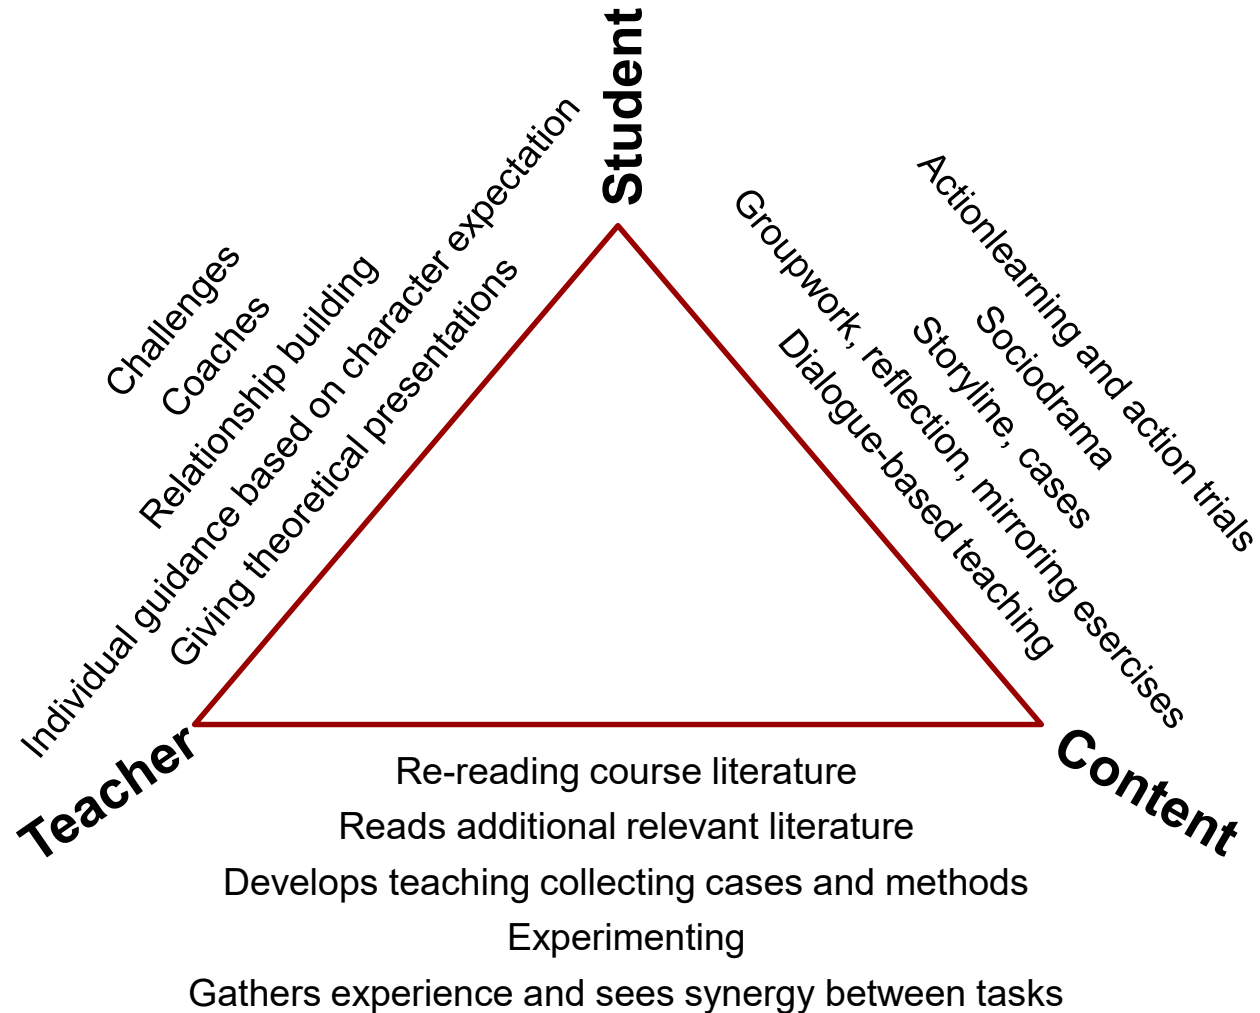 Student
Challenges
Coaches
Relationship building
Individual guidance based on character expectation
Giving theoretical presentations
Actionlearning and action trials
Sociodrama
Storyline, cases
Groupwork, reflection, mirroring esercises
Dialogue-based teaching
Teacher
Content
Re-reading course literature
Reads additional relevant literature
Develops teaching collecting cases and methods
Experimenting
Gathers experience and sees synergy between tasks